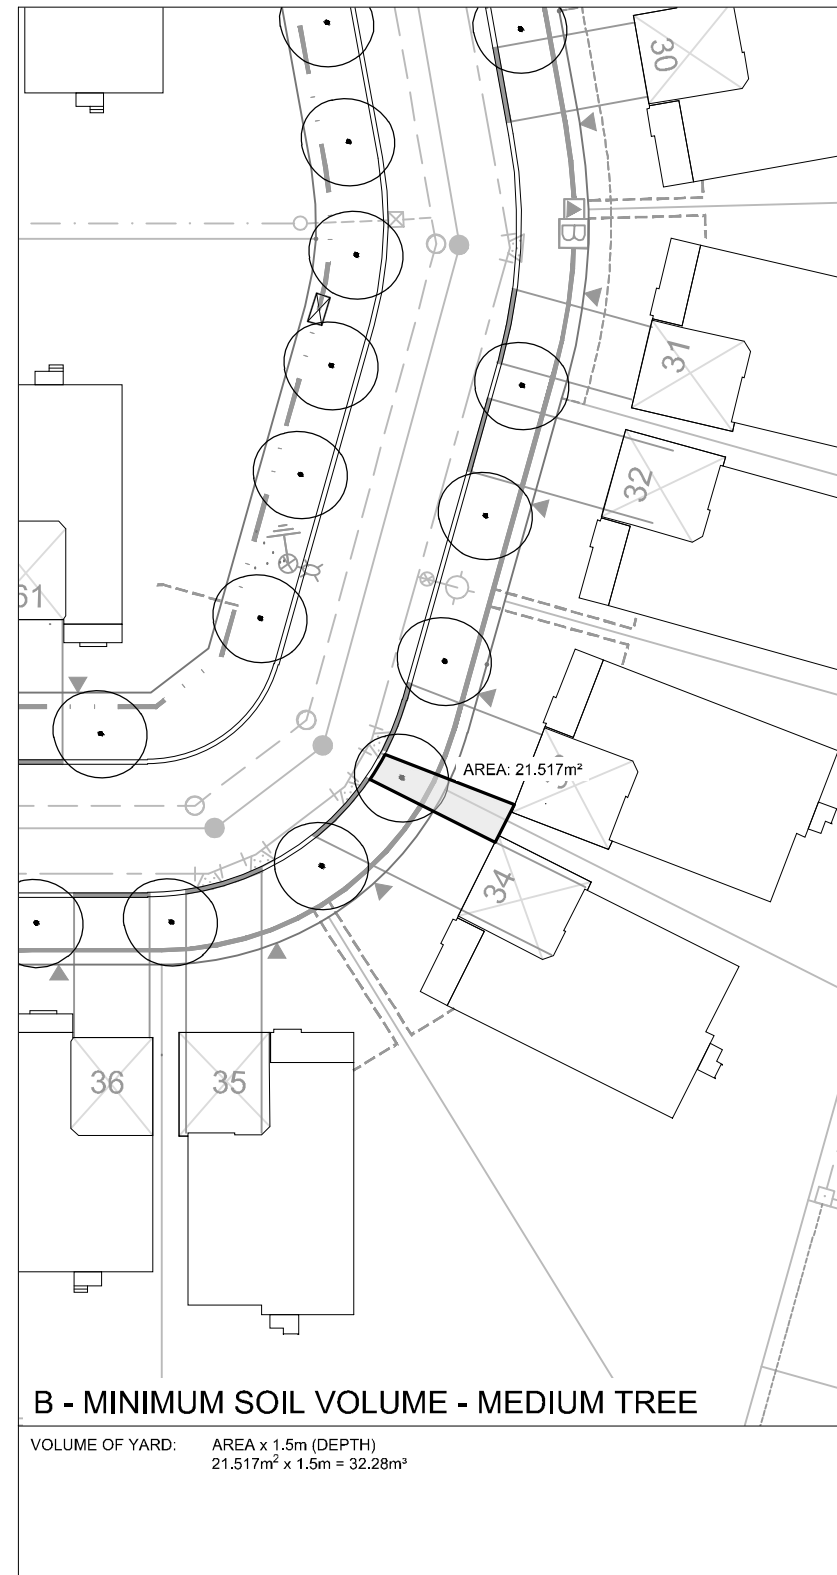 30
B
31
32
61
AREA: 21.517m²
34
36
35
B - MINIMUM SOIL VOLUME - MEDIUM TREE
VOLUME OF YARD: AREA x 1.5m (DEPTH)
21.517m² x 1.5m = 32.28m³